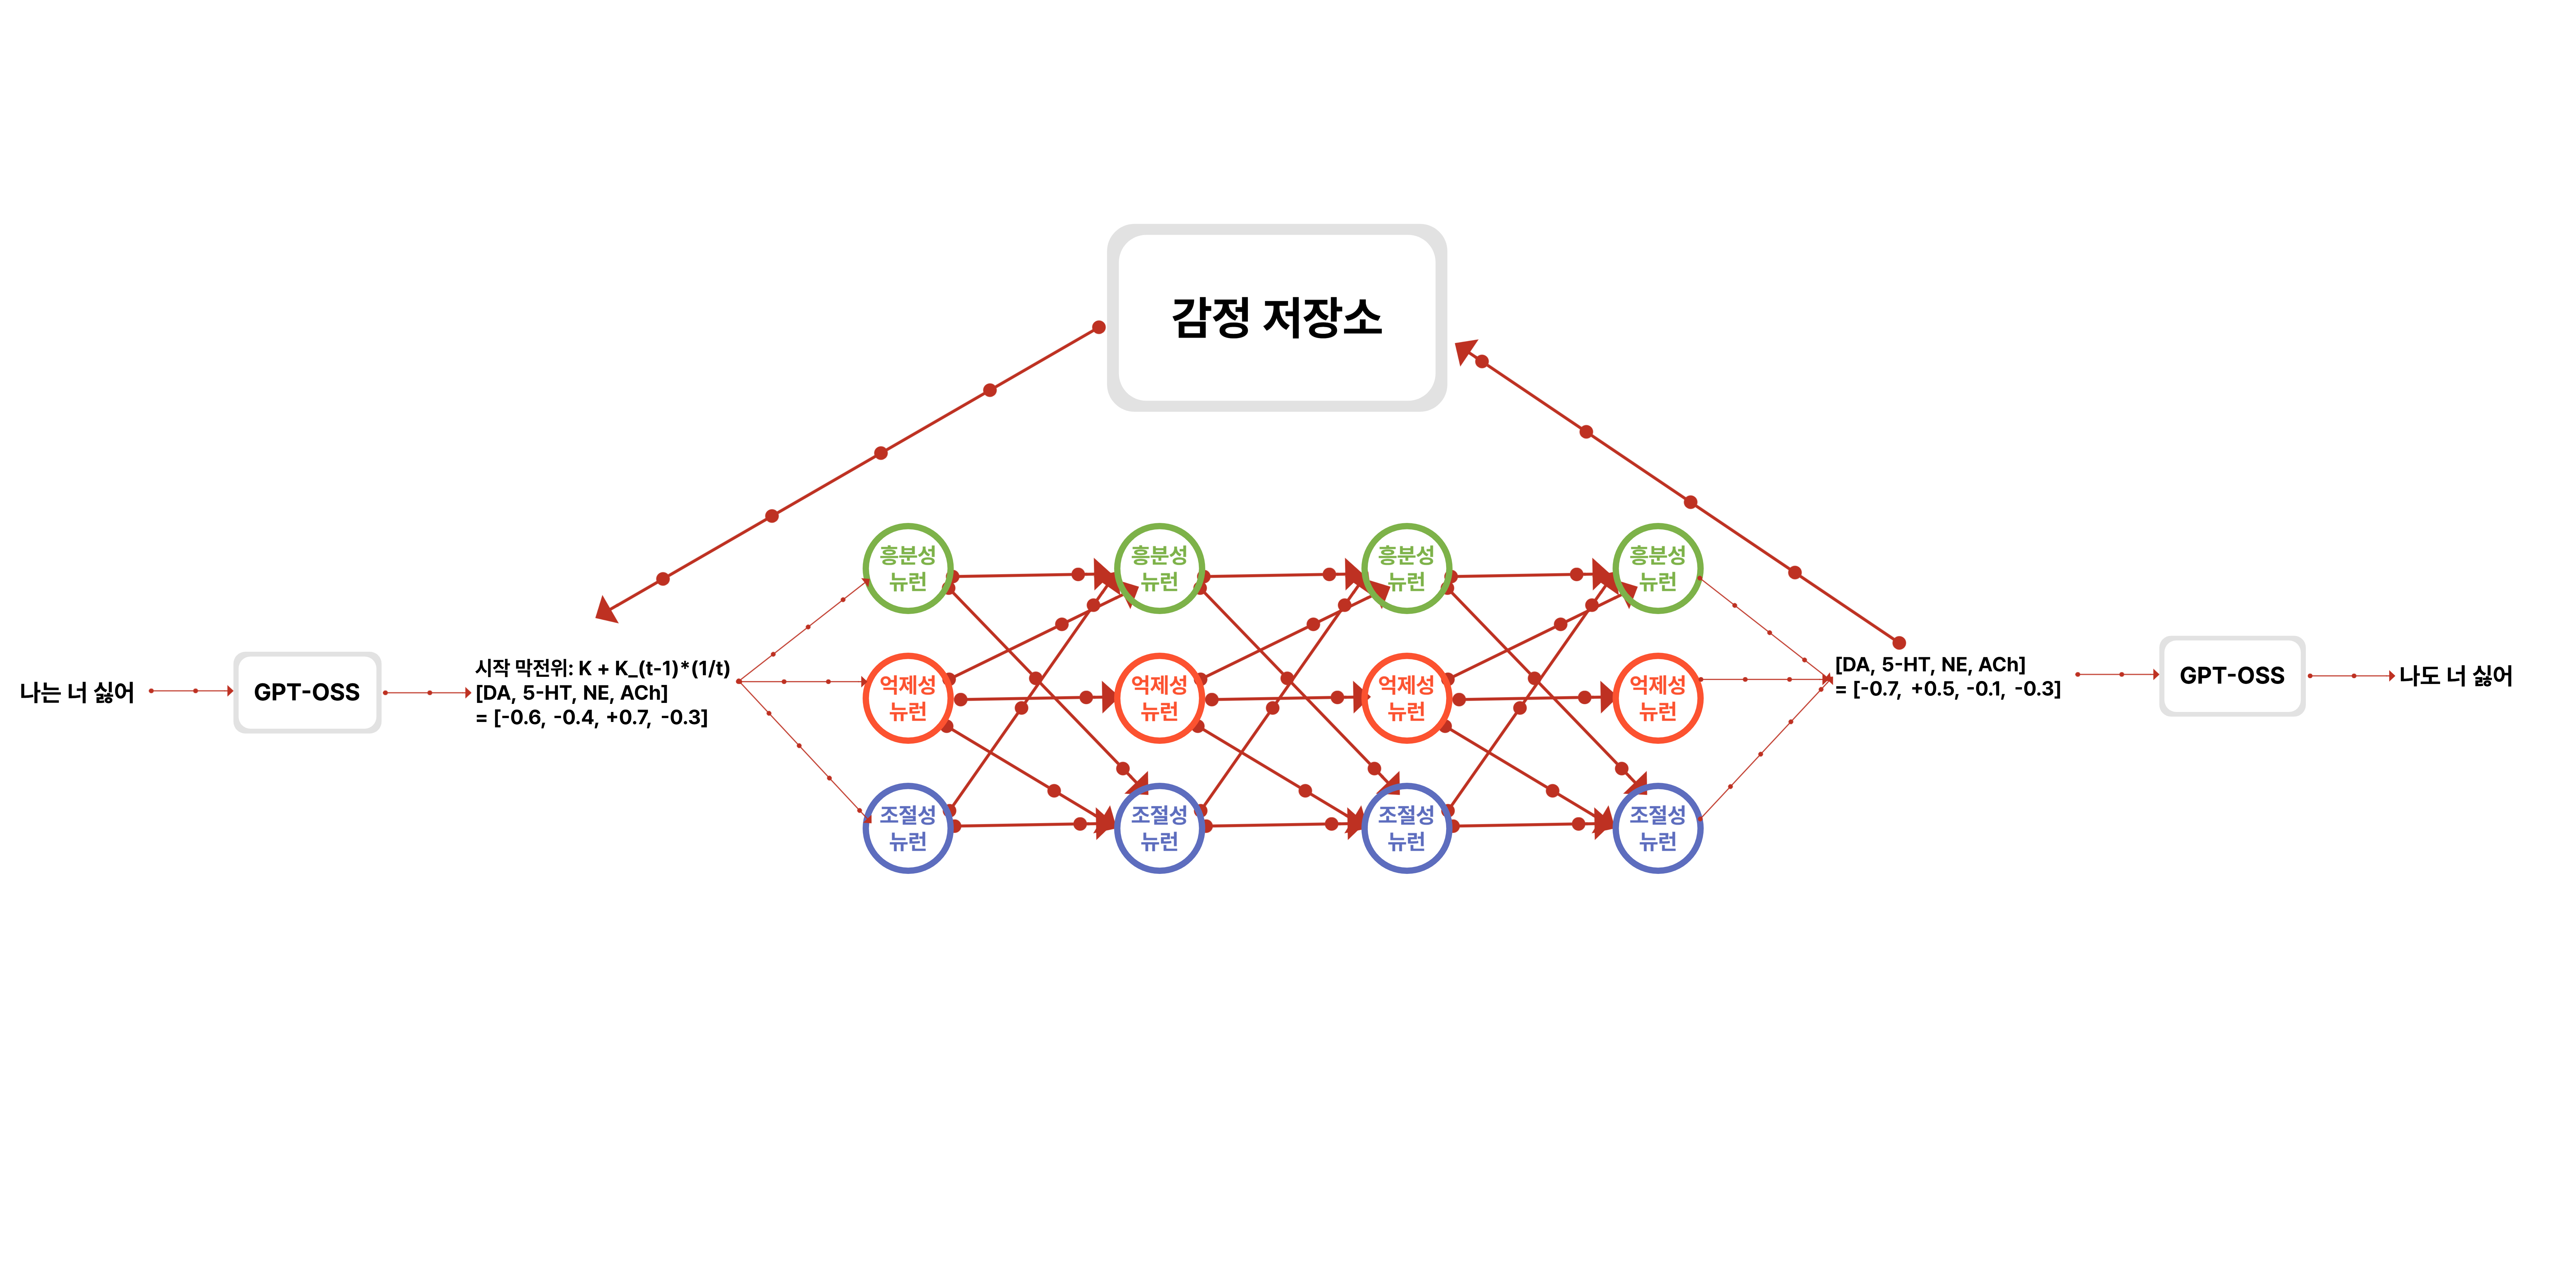 감정 저장소
나는 너 싫어
GPT-OSS
시작 막전위: K + K_(t-1)*(1/t)
[DA, 5-HT, NE, ACh]
= [-0.6, -0.4, +0.7, -0.3]
흥분성
뉴런
억제성
뉴런
조절성
뉴런
흥분성
뉴런
억제성
뉴런
조절성
뉴런
흥분성
뉴런
억제성
뉴런
조절성
뉴런
흥분성
뉴런
억제성
뉴런
조절성
뉴런
[DA, 5-HT, NE, ACh]
= [-0.7, +0.5, -0.1, -0.3]
GPT-OSS
나도 너 싫어